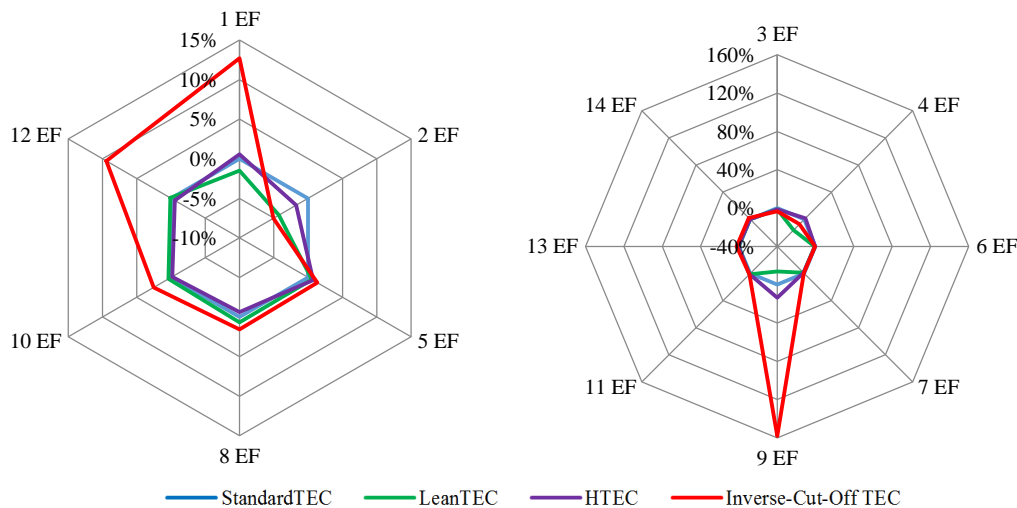 1 EF
15%
10%
5%
0%
-5%
-10%
2 EF
5 EF
8 EF
10 EF
12 EF
3 EF
160%
120%
80%
40%
0%
-40%
4 EF
6 EF
7 EF
9 EF
11 EF
13 EF
14 EF
StandardTEC
LeanTEC
HTEC
Inverse-Cut-Off TEC